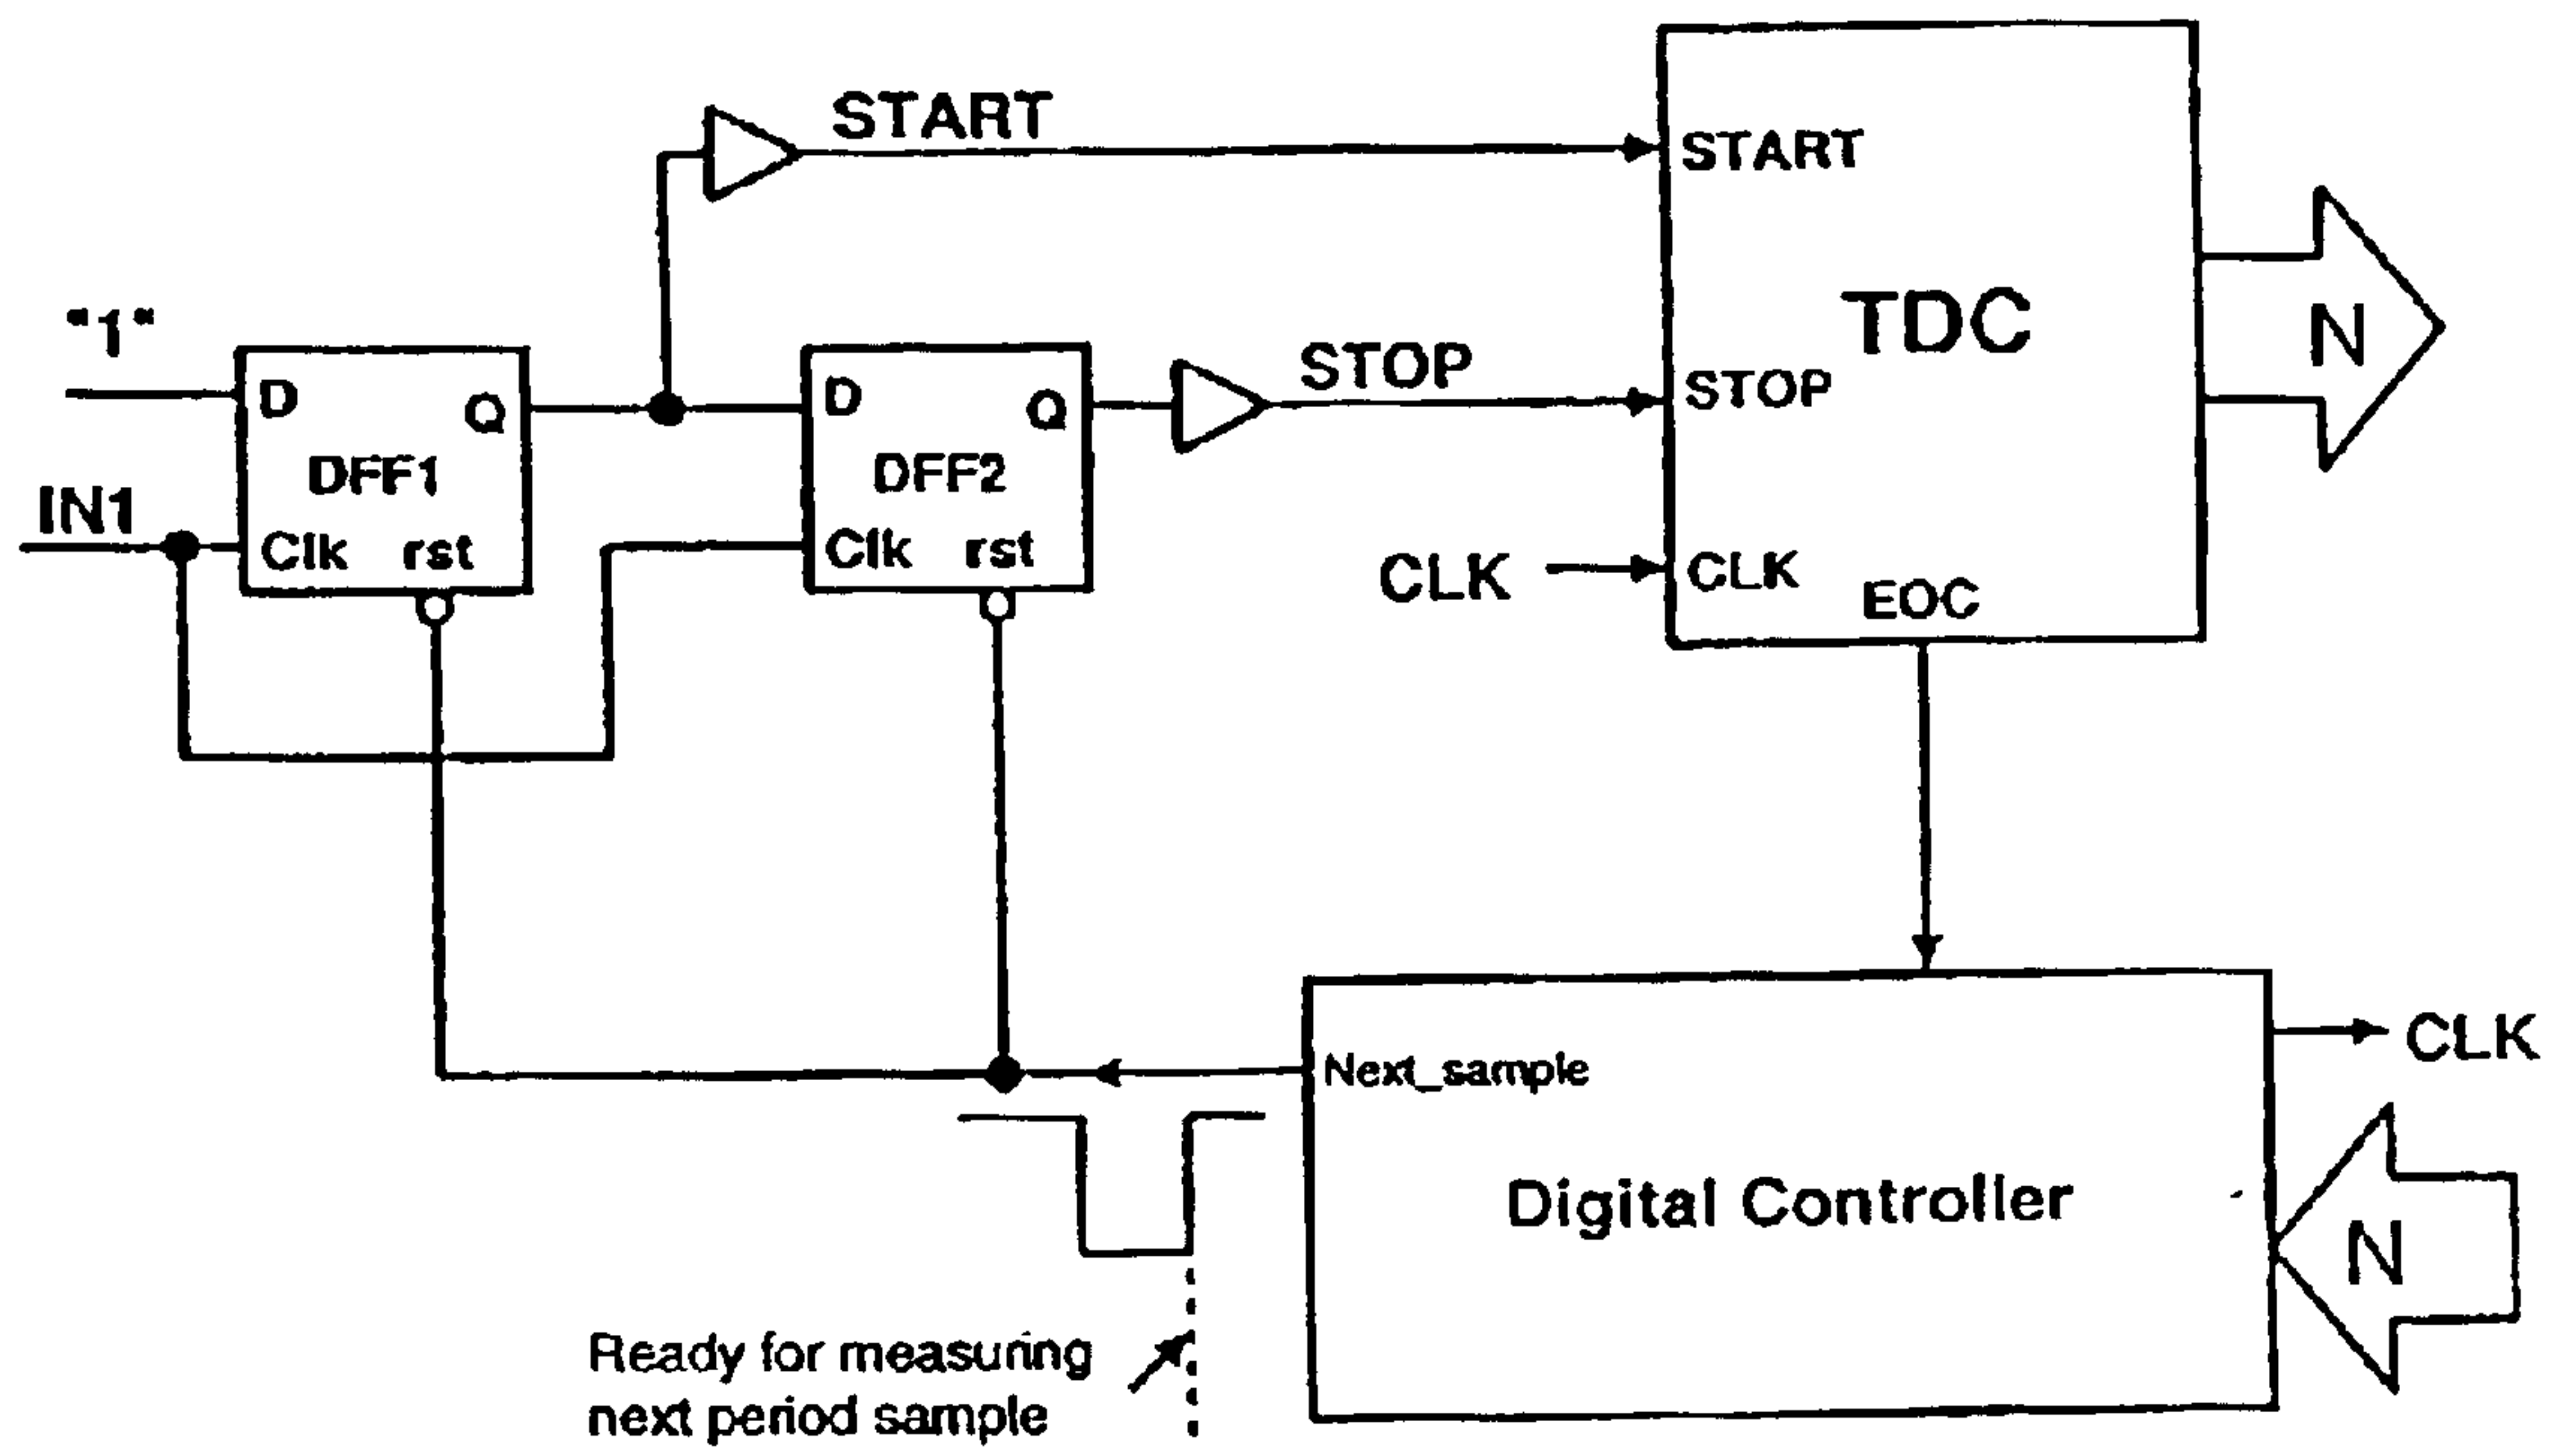 START
START
TDC
N
"1"
D
Q
DFF1
IN1
Clk
rst
D
Q
DFF2
Clk
rst
STOP
STOP
CLK
CLK
EOC
Next_sample
CLK
Digital Controller
N
Ready for measuring
next period sample